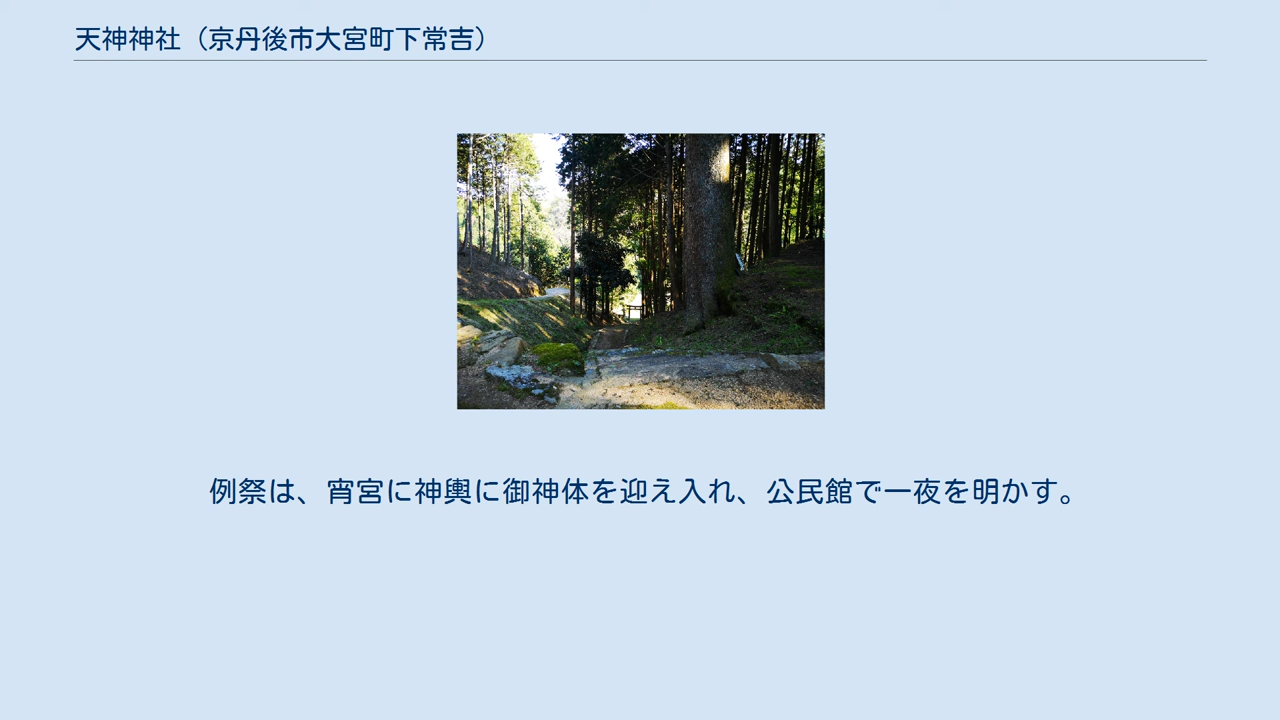 天神神社（京丹後市大宮町下常吉）
例祭は、宵宮に神輿に御神体を迎え入れ、公民館で一夜を明かす。